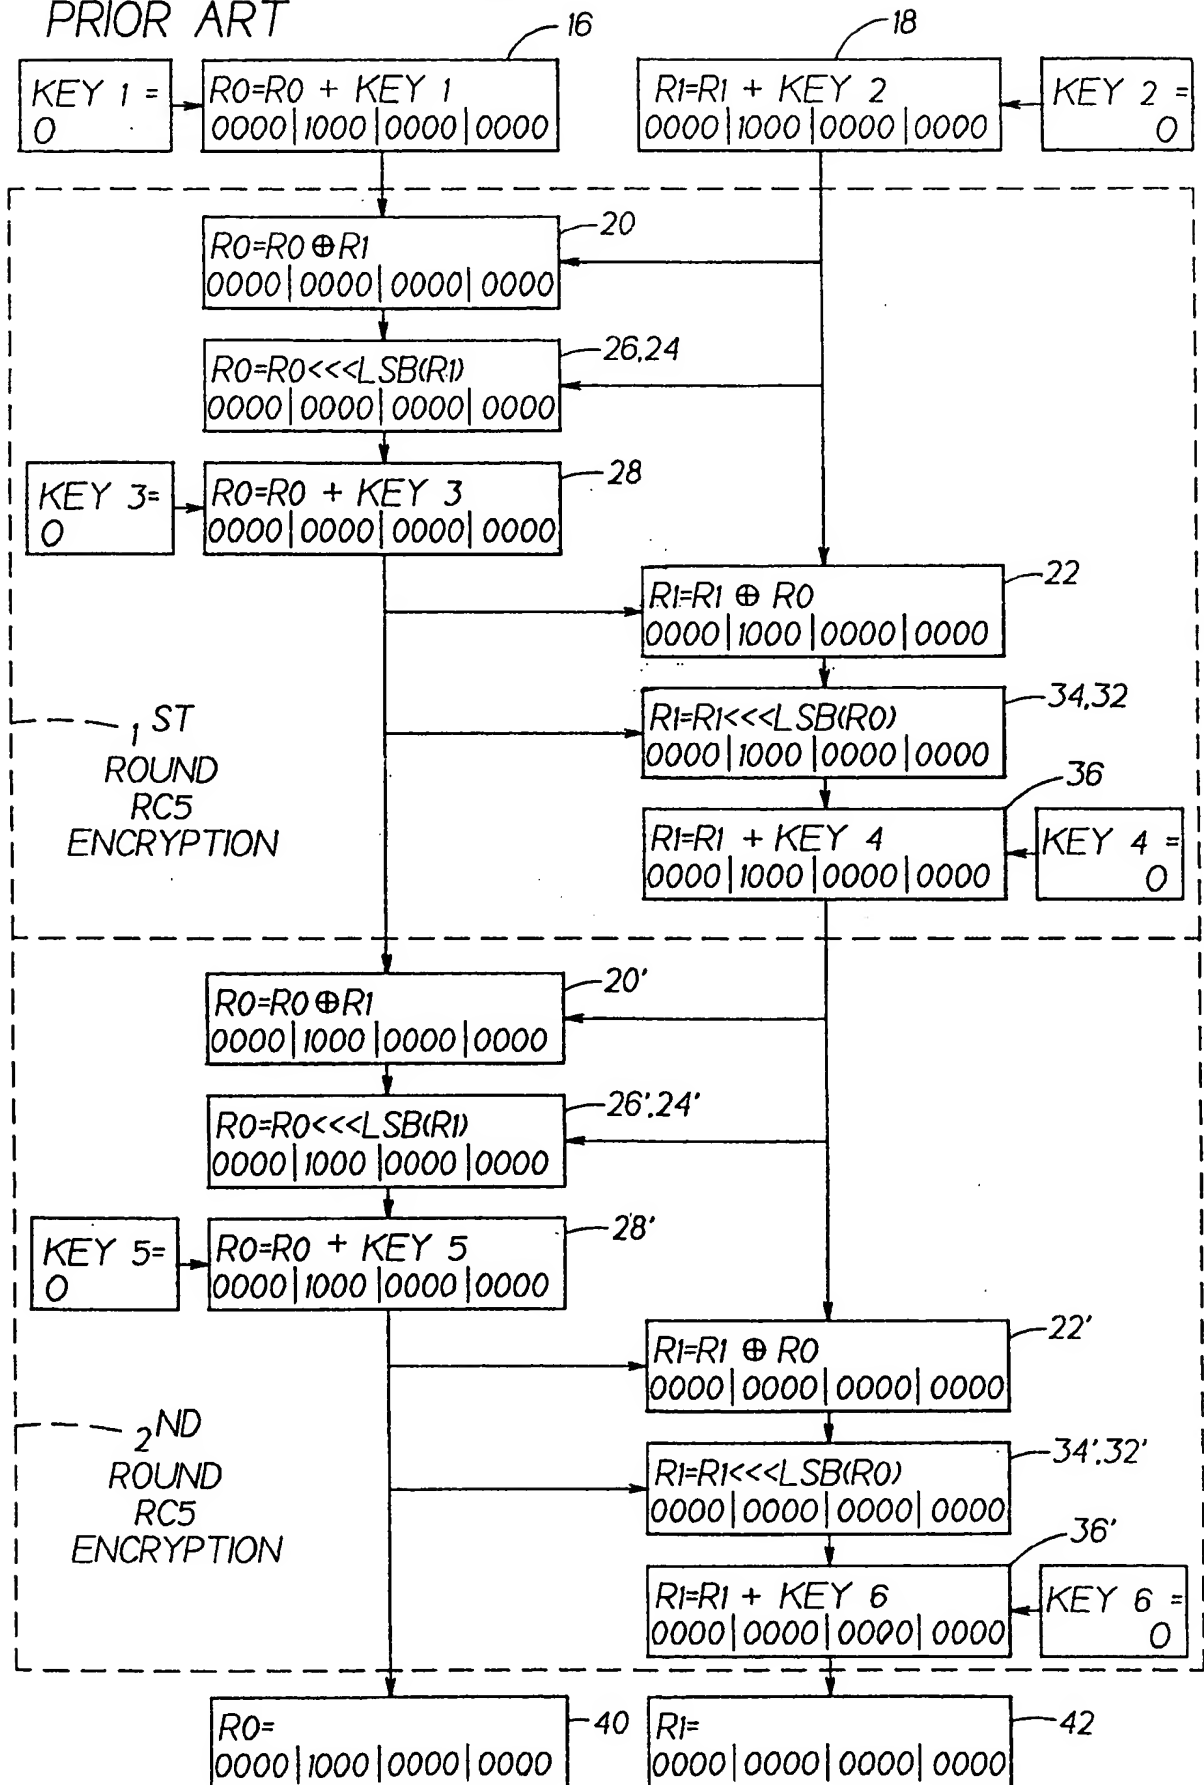 PRIOR ART
16
18
KEY 1 =
0
R0=R0 + KEY 1
0000|1000|0000|0000
R1=R1 + KEY 2
0000|1000|0000|0000
KEY 2 =
0
20
R0=R0⊕R1
0000|0000|0000|0000
26,24
R0=R0<<<LSB(R1)
0000|0000|0000|0000
28
KEY 3=
0
R0=R0 + KEY 3
0000|0000|0000|0000
22
R1=R1 ⊕ R0
0000|1000|0000|0000
34,32
R1=R1<<<LSB(R0)
0000|1000|0000|0000
1ST
ROUND
RC5
ENCRYPTION
36
R1=R1 + KEY 4
0000|1000|0000|0000
KEY 4 =
0
20'
R0=R0⊕R1
0000|1000|0000|0000
26',24'
R0=R0<<<LSB(R1)
0000|1000|0000|0000
28'
KEY 5=
0
R0=R0 + KEY 5
0000|1000|0000|0000
22'
R1=R1 ⊕ R0
0000|0000|0000|0000
34',32'
R1=R1<<<LSB(R0)
0000|0000|0000|0000
2ND
ROUND
RC5
ENCRYPTION
36'
R1=R1 + KEY 6
0000|0000|0000|0000
KEY 6 =
0
R0=
0000|1000|0000|0000
40
R1=
0000|0000|0000|0000
42